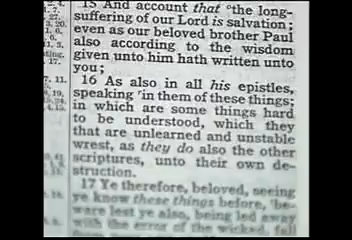 15 And account that the long-
suffering of our Lord is salvation;
even as our beloved brother Paul
also according to the wisdom
given unto him hath written unto
you;
16 As also in all his epistles,
speaking in them of these things;
in which are some things hard
to be understood, which they
that are unlearned and unstable
wrest, as they do also the other
scriptures, unto their own de-
struction.
17 Ye therefore, beloved, seeing
ye know these things before, be-
ware lest ye also, being led away
with the error of the wicked, fall